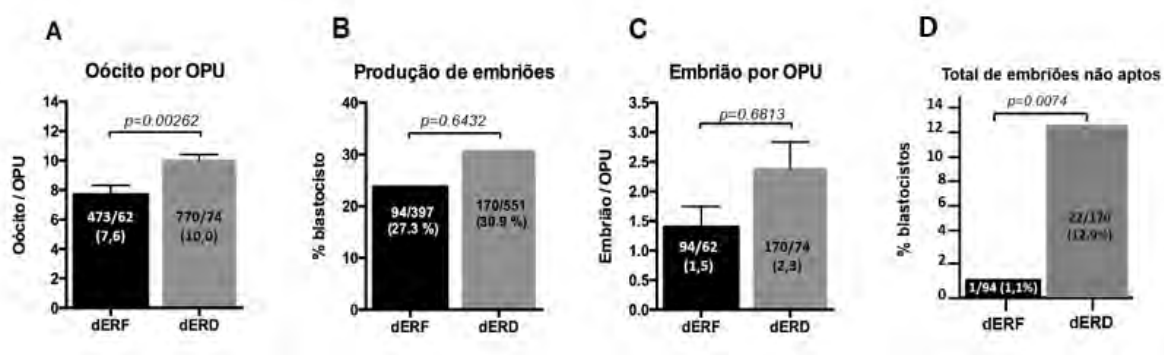 A
Oócito por OPU
p=0.00262
Oócito / OPU
14
12
10
8
6
4
2
0
473/62
(7,6)
770/74
(10,0)
dERF
dERD
B
Produção de embriões
p=0.6432
% blastocisto
40
30
20
10
0
94/397
(27.3 %)
170/551
(30.9 %)
dERF
dERD
C
Embrião por OPU
p=0.6813
Embrião / OPU
3.5
3.0
2.5
2.0
1.5
1.0
0.5
0.0
94/62
(1,5)
170/74
(2,3)
dERF
dERD
D
Total de embriões não aptos
p=0.0074
% blastocistos
14
12
12
8
6
4
2
0
1/94 (1,1%)
22/170
(12.9%)
dERF
dERD